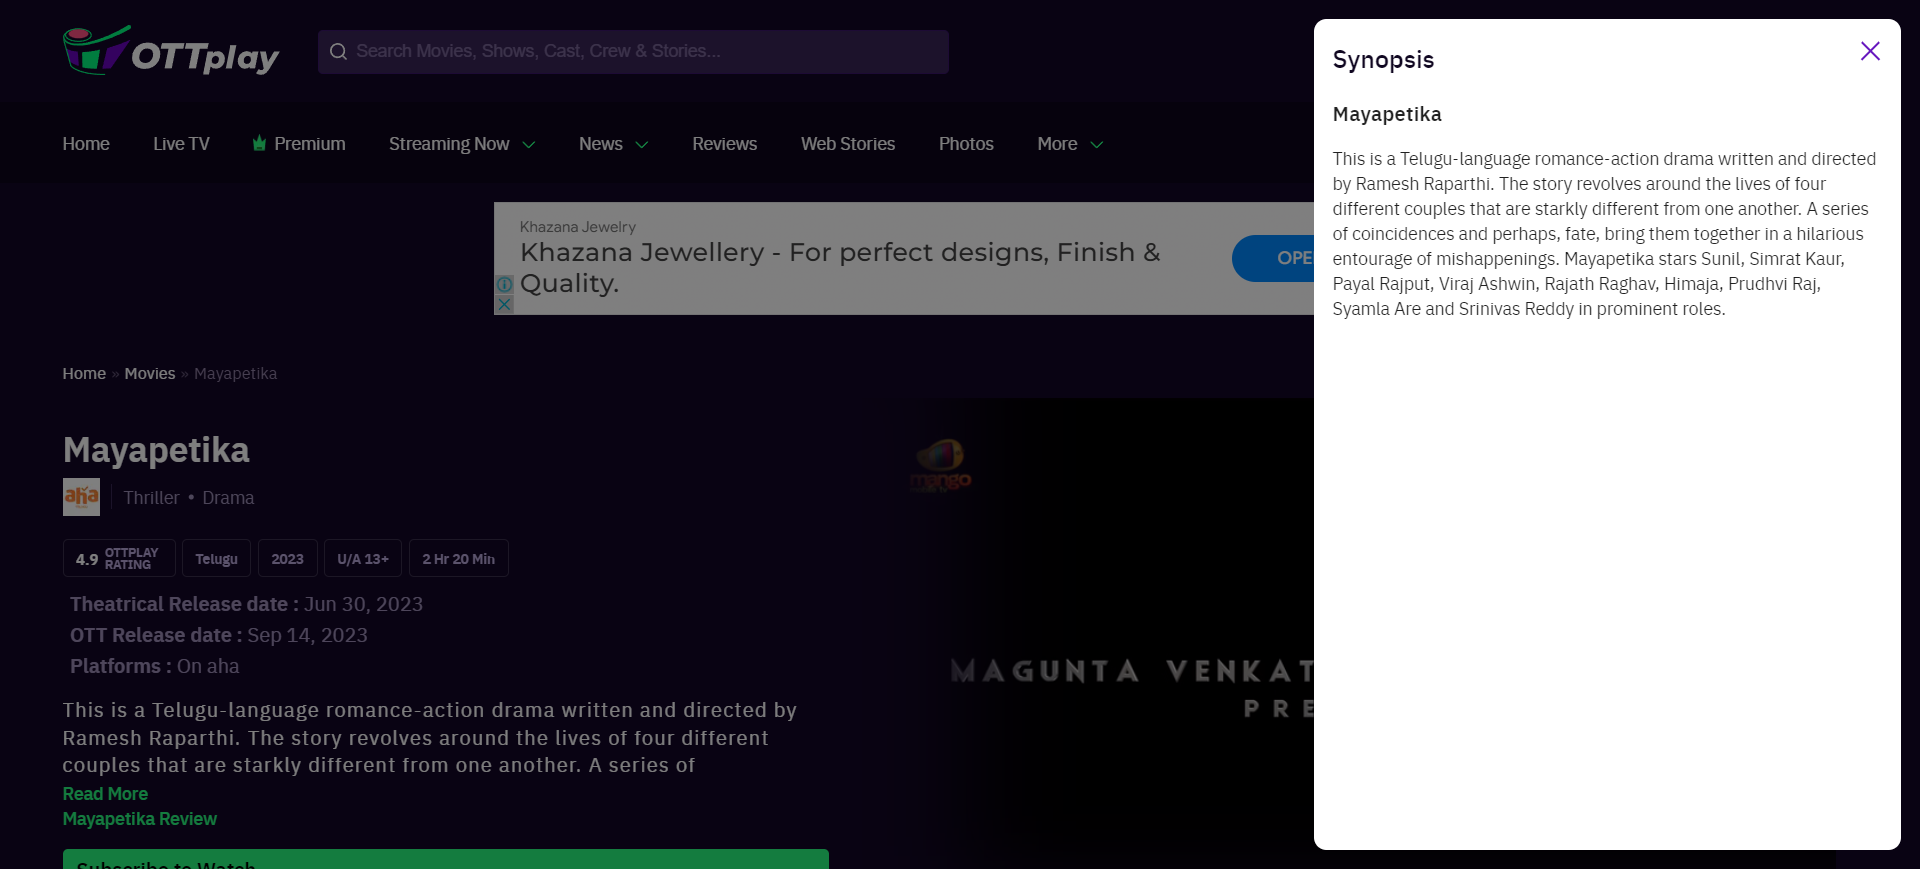 OTTplay
Search Movies, Shows, Cast, Crew & Stories...
Home
Live TV
Premium
Streaming Now
News
Reviews
Web Stories
Photos
More
Khazana Jewelry
Khazana Jewellery - For perfect designs, Finish &
Quality.
OPE
Home » Movies » Mayapetika
Mayapetika
aha
Thriller • Drama
4.9 OTTPLAY
RATING
Telugu
2023
U/A 13+
2 Hr 20 Min
Theatrical Release date : Jun 30, 2023
OTT Release date : Sep 14, 2023
Platforms : On aha
This is a Telugu-language romance-action drama written and directed by
Ramesh Raparthi. The story revolves around the lives of four different
couples that are starkly different from one another. A series of
Read More
Mayapetika Review
Subscribe to Watch
mango
MAGUNTA VENKAT
PRE
Synopsis
Mayapetika
This is a Telugu-language romance-action drama written and directed
by Ramesh Raparthi. The story revolves around the lives of four
different couples that are starkly different from one another. A series
of coincidences and perhaps, fate, bring them together in a hilarious
entourage of mishappenings. Mayapetika stars Sunil, Simrat Kaur,
Payal Rajput, Viraj Ashwin, Rajath Raghav, Himaja, Prudhvi Raj,
Syamla Are and Srinivas Reddy in prominent roles.